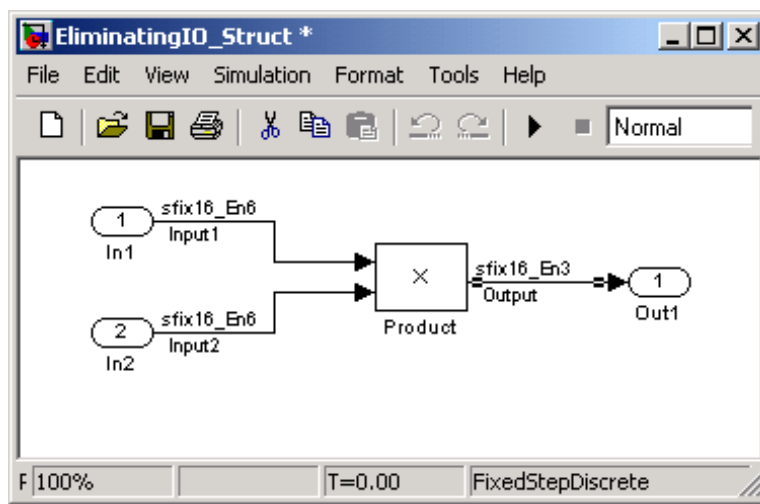 EliminatingIO_Struct *
File Edit View Simulation Format Tools Help
Normal
1 sfix16_En6
Input1
In1
× sfix16_En3 1
Output
Product
Out1
2 sfix16_En6
Input2
In2
F 100% T=0.00 FixedStepDiscrete